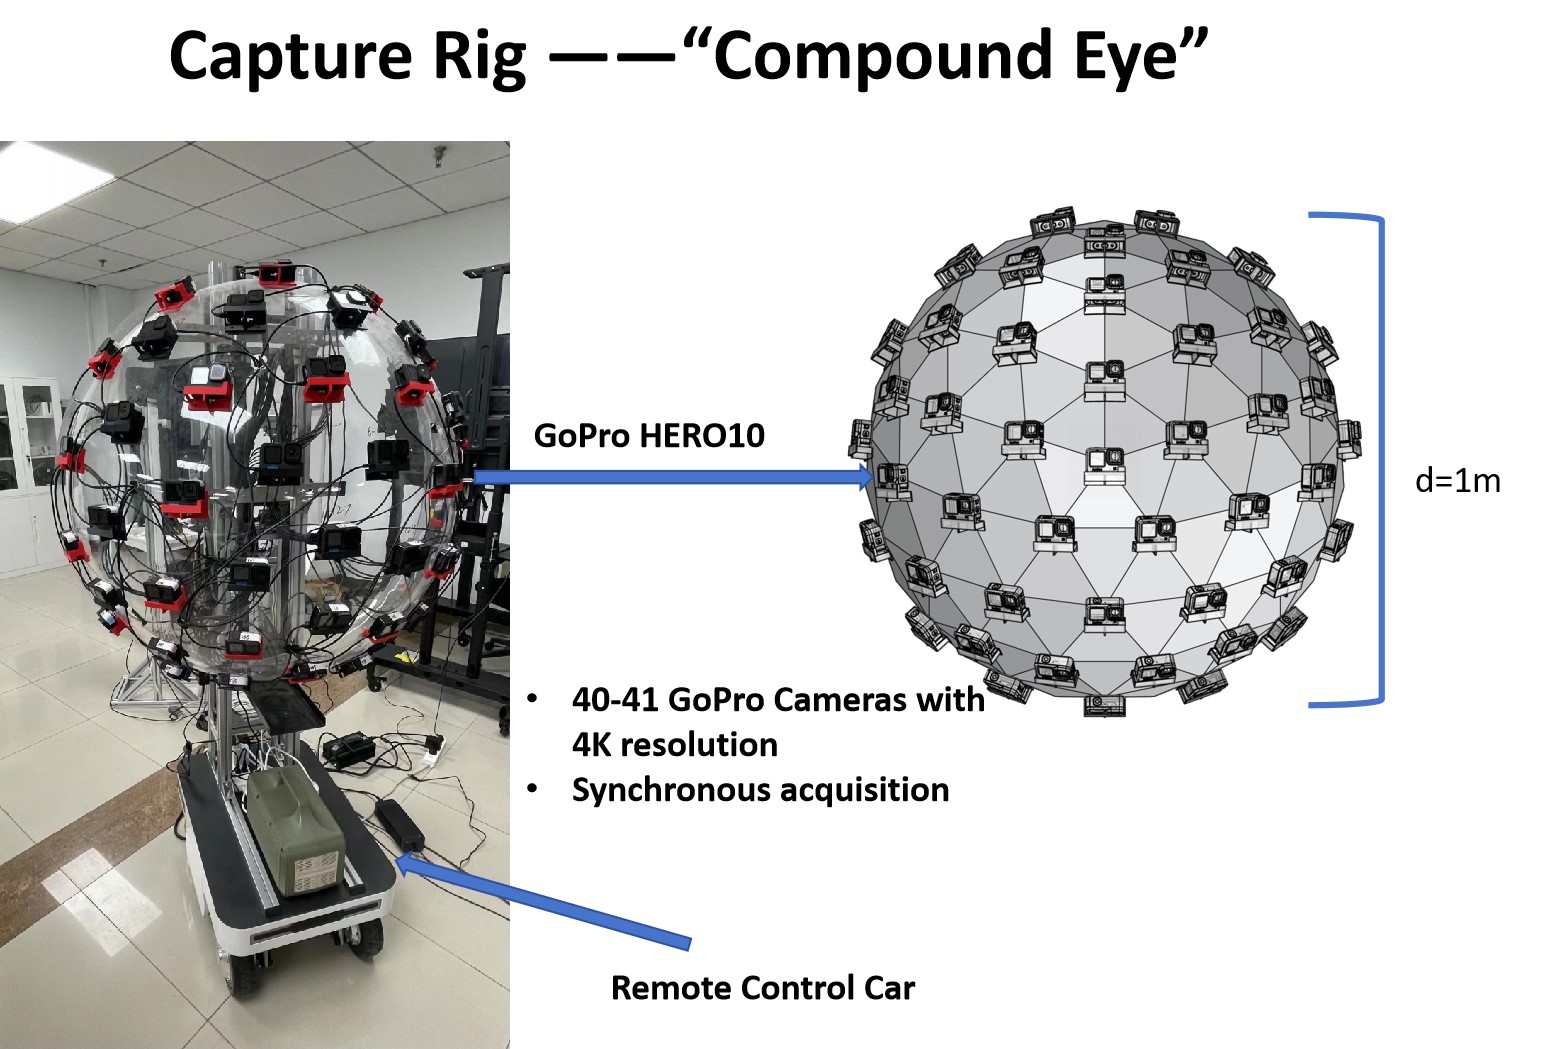 Capture Rig ——“Compound Eye”
GoPro HERO10
d=1m
• 40-41 GoPro Cameras with
4K resolution
• Synchronous acquisition
Remote Control Car